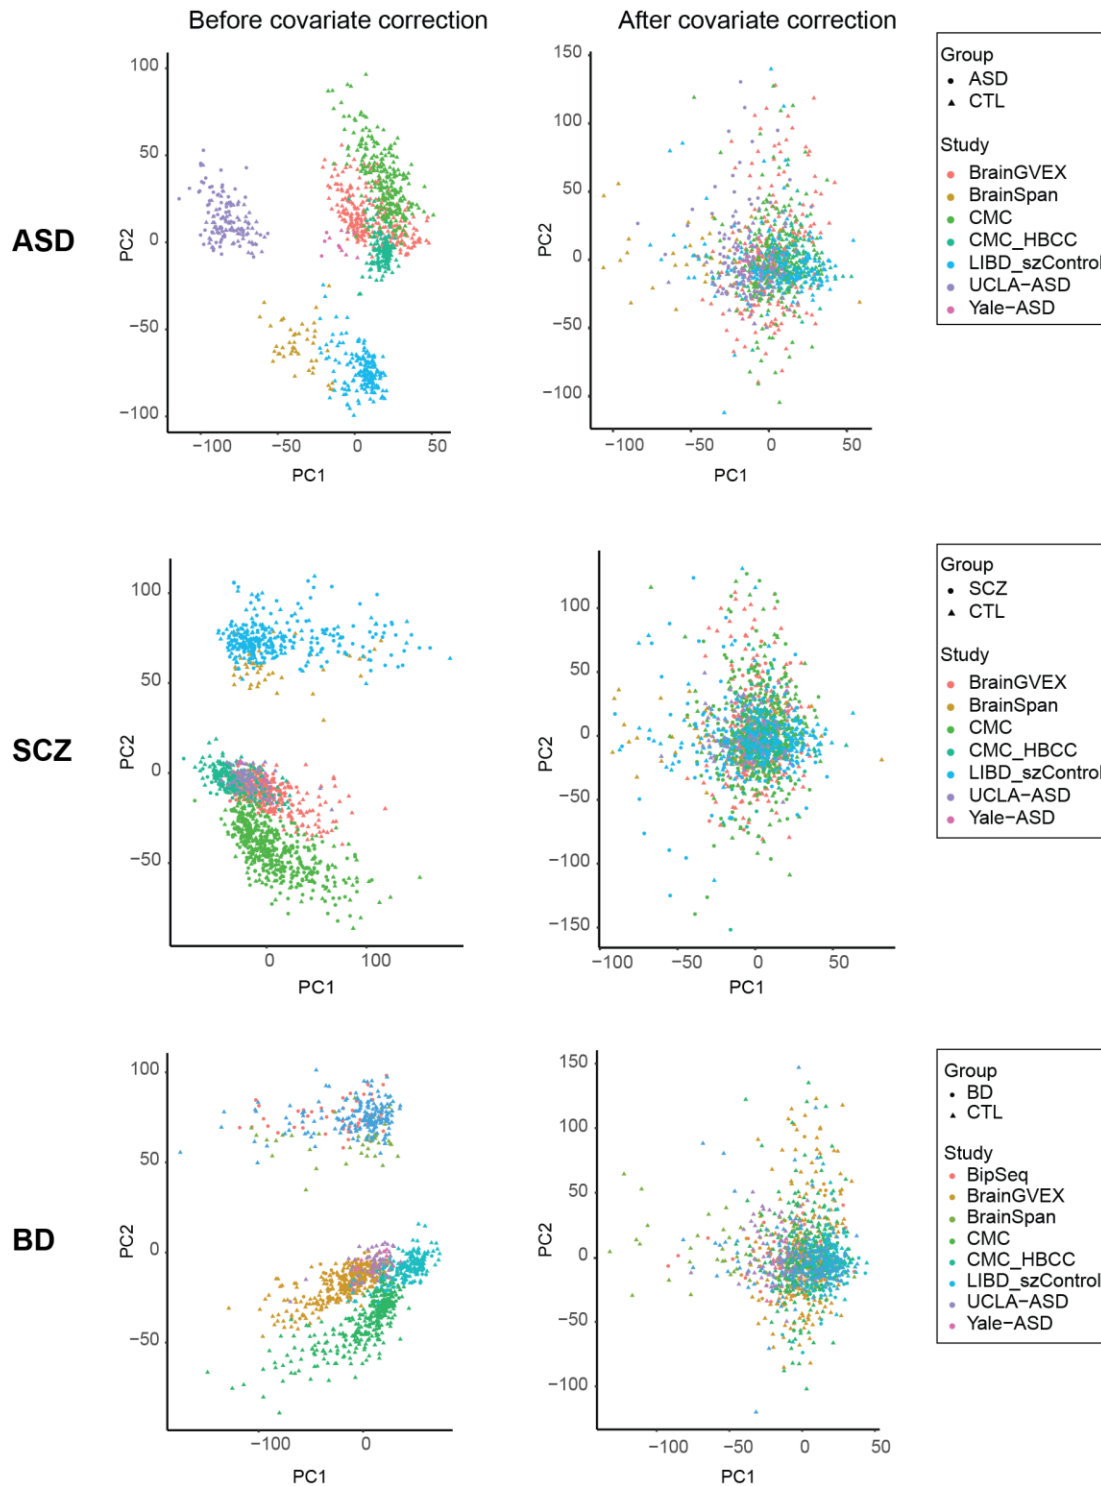 Before covariate correction
After covariate correction
ASD
100
50
0
−50
−100
PC2
−100
−50
0
50
PC1
150
100
50
0
−50
−100
PC2
−100
−50
0
50
PC1
Group
ASD
CTL
Study
BrainGVEX
BrainSpan
CMC
CMC_HBCC
LIBD_szControl
UCLA−ASD
Yale−ASD
SCZ
100
50
0
−50
PC2
0
100
PC1
100
50
0
−50
−100
−150
PC2
−100
−50
0
50
PC1
Group
SCZ
CTL
Study
BrainGVEX
BrainSpan
CMC
CMC_HBCC
LIBD_szControl
UCLA−ASD
Yale−ASD
BD
100
50
0
−50
PC2
−100
0
PC1
150
100
50
0
−50
−100
PC2
−100
−50
0
50
PC1
Group
BD
CTL
Study
BipSeq
BrainGVEX
BrainSpan
CMC
CMC_HBCC
LIBD_szControl
UCLA−ASD
Yale−ASD